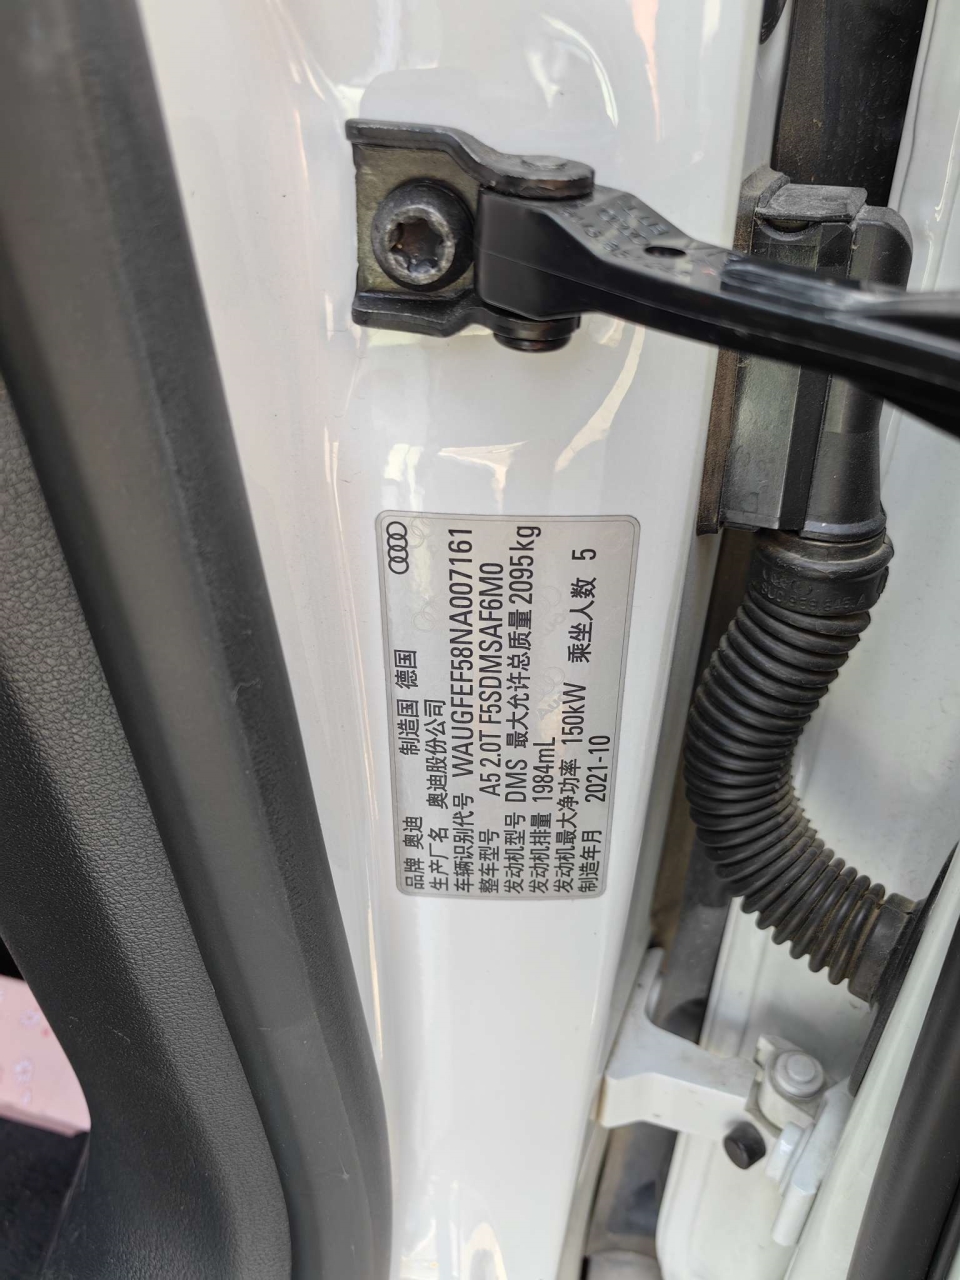 品牌 奥迪 制造国 德国
生产厂名 奥迪股份公司
车辆识别代号 WAUGFEF58NA007161
整车型号 A5 2.0T F5SDMSAF6M0
发动机型号 DMS 最大允许总质量 2095kg
发动机排量 1984mL
发动机最大净功率 150kW 乘坐人数 5
制造年月 2021-10